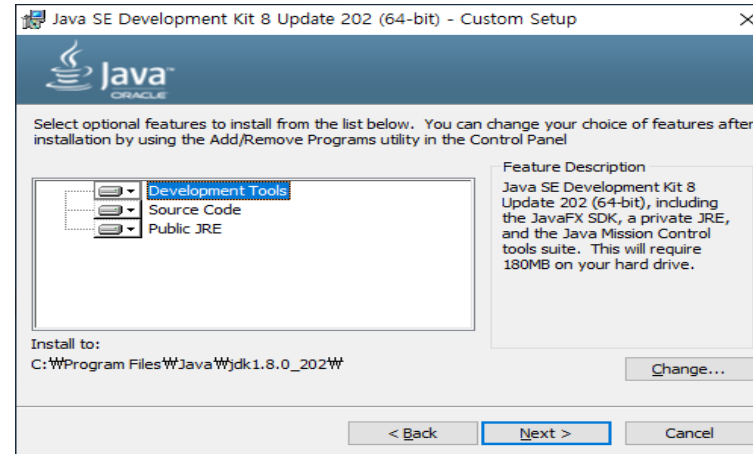 Java SE Development Kit 8 Update 202 (64-bit) - Custom Setup
Java
ORACLE
Select optional features to install from the list below. You can change your choice of features after
installation by using the Add/Remove Programs utility in the Control Panel
Development Tools
Source Code
Public JRE
Feature Description
Java SE Development Kit 8
Update 202 (64-bit), including
the JavaFX SDK, a private JRE,
and the Java Mission Control
tools suite. This will require
180MB on your hard drive.
Install to:
C:₩Program Files₩Java₩jdk1.8.0_202₩
Change...
< Back
Next >
Cancel